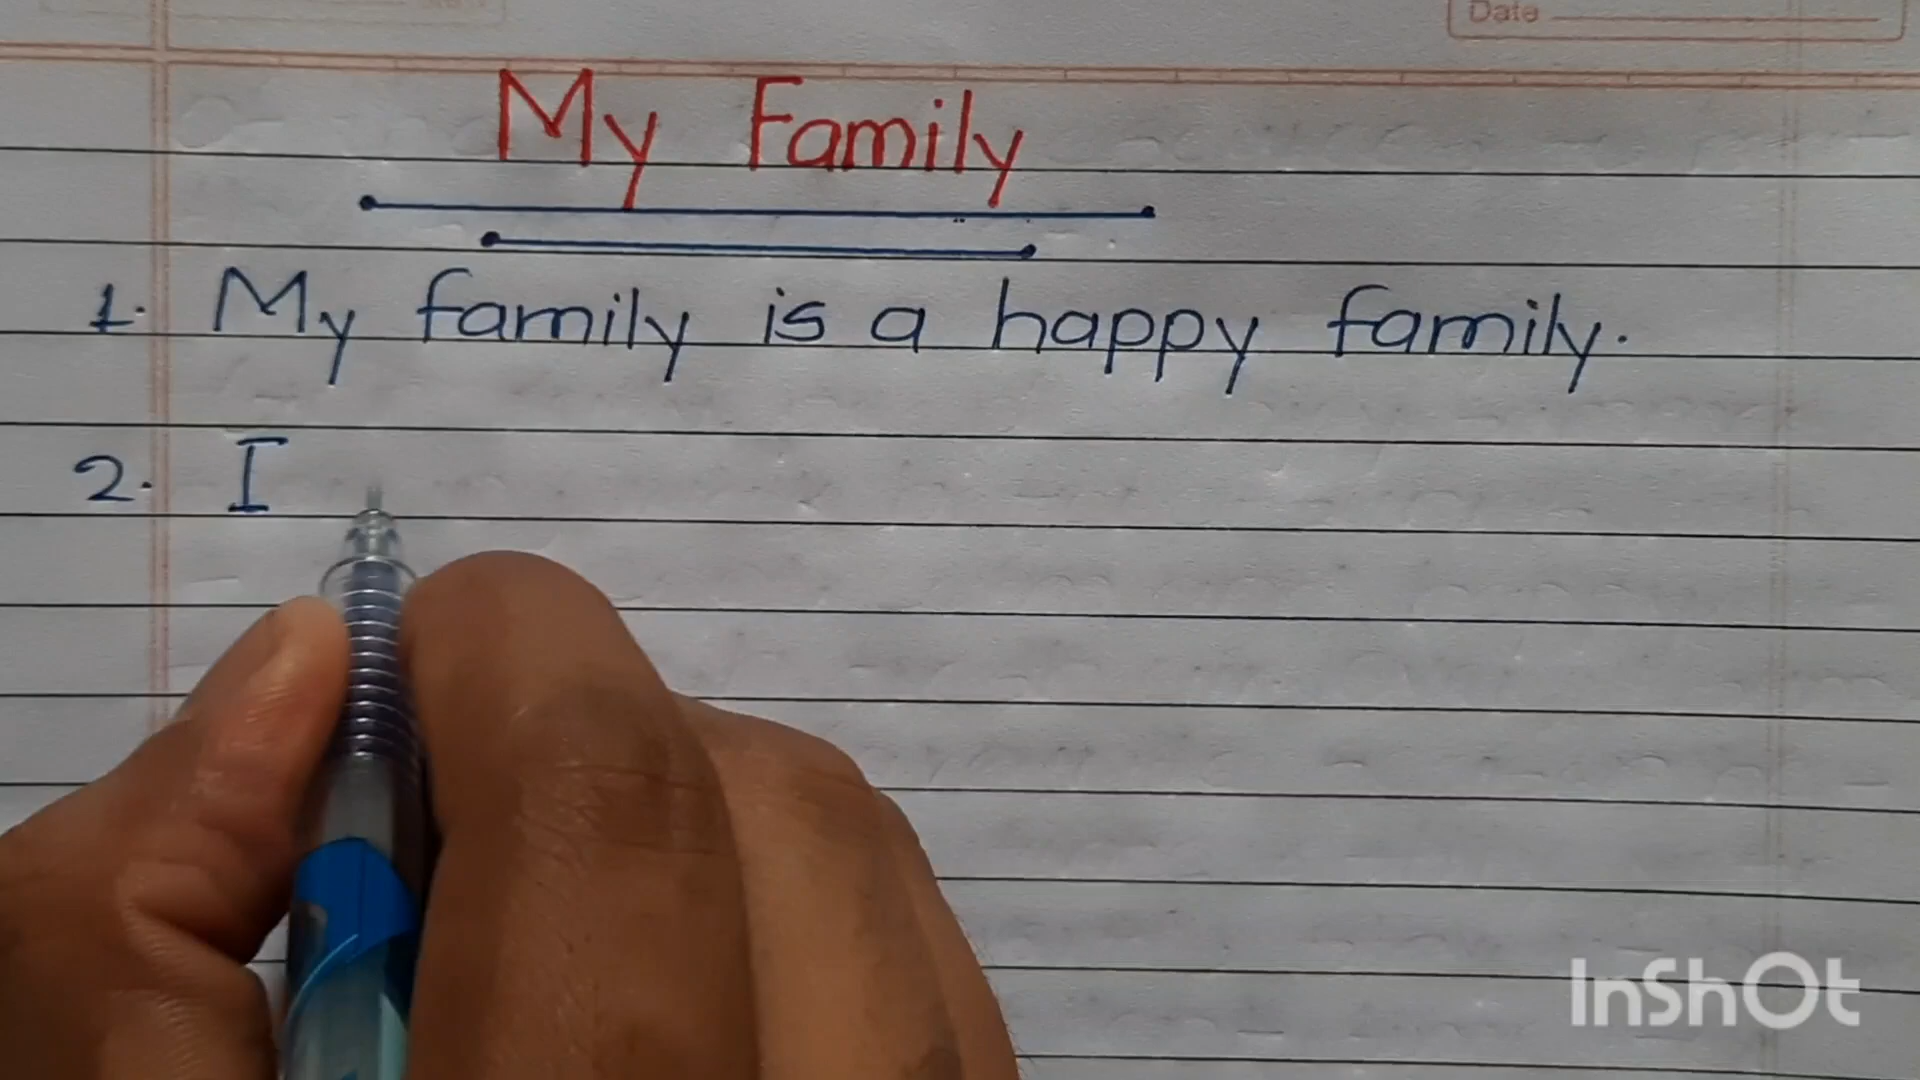 Date
My Family
1. My family is a happy family.
2. I
InShOt